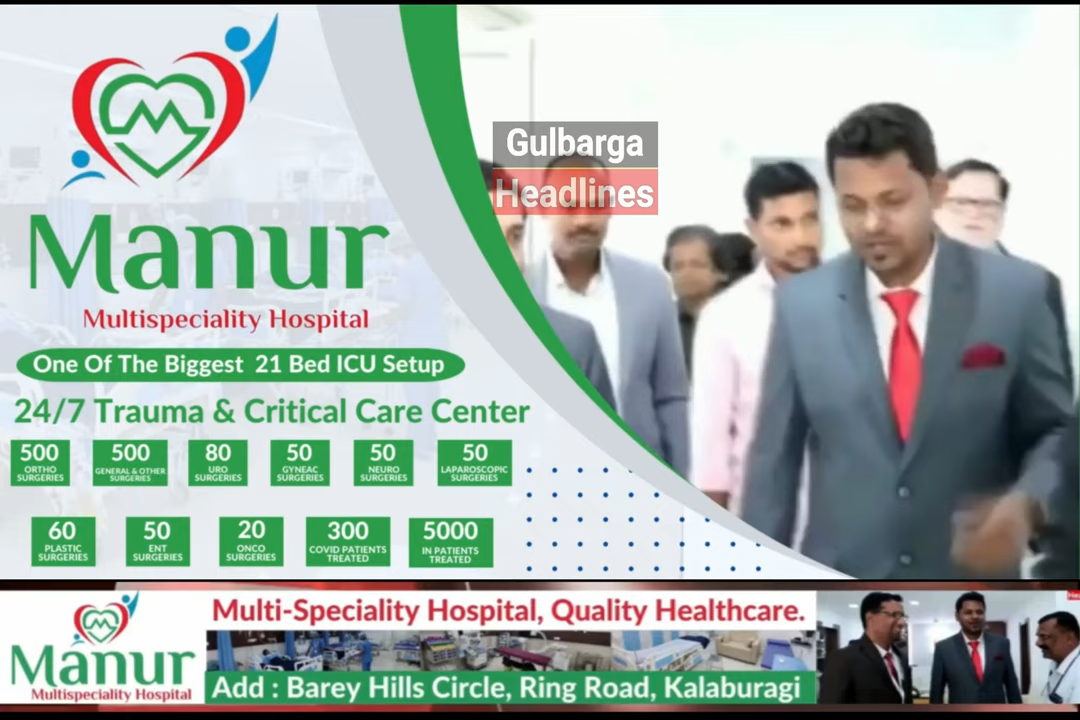 Gulbarga
Headlines
Manur
Multispeciality Hospital
One Of The Biggest 21 Bed ICU Setup
24/7 Trauma & Critical Care Center
500
ORTHO
SURGERIES
500
GENERAL & OTHER
SURGERIES
80
URO
SURGERIES
50
GYNEAC
SURGERIES
50
NEURO
SURGERIES
50
LAPAROSCOPIC
SURGERIES
60
PLASTIC
SURGERIES
50
ENT
SURGERIES
20
ONCO
SURGERIES
300
COVID PATIENTS
TREATED
5000
IN PATIENTS
TREATED
Manur
Multispeciality Hospital
Multi-Speciality Hospital, Quality Healthcare.
Add : Barey Hills Circle, Ring Road, Kalaburagi